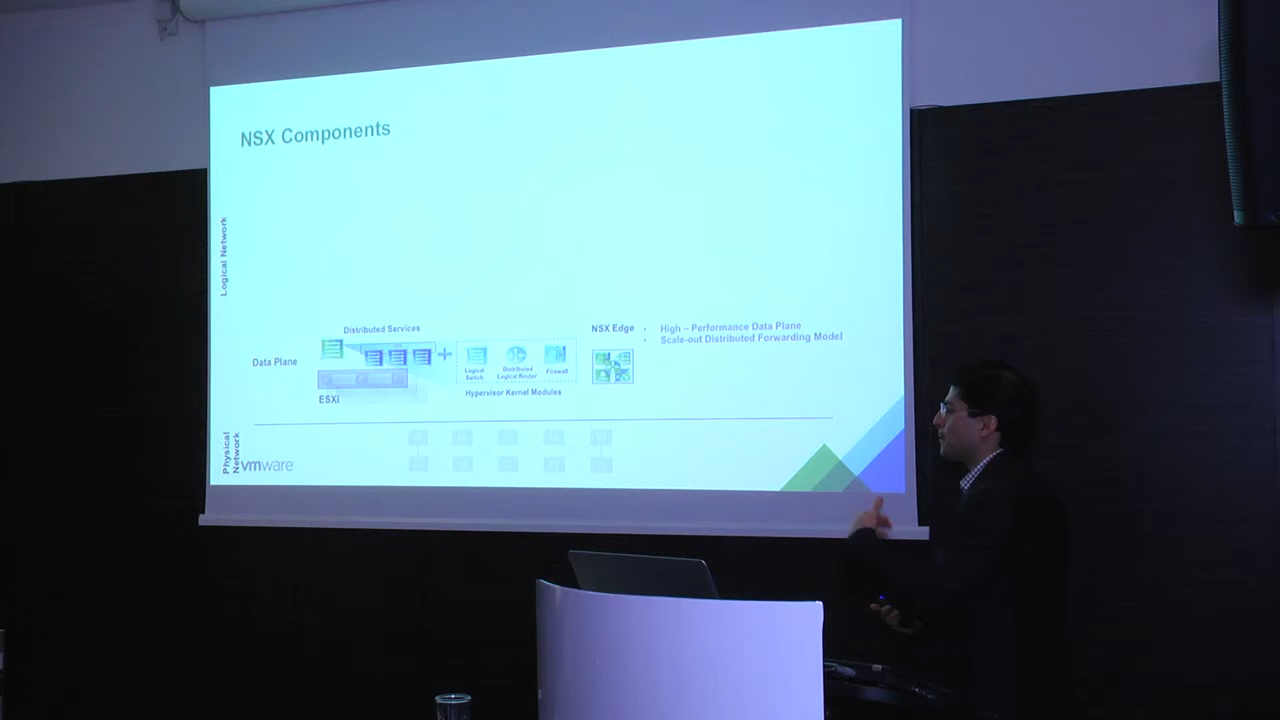 NSX Components
Logical Network
Distributed Services
NSX Edge
• High – Performance Data Plane
• Scale-out Distributed Forwarding Model
Data Plane
Logical
Switch
Distributed
Logical Router
Firewall
Hypervisor Kernel Modules
ESXi
Physical
Network
vmware